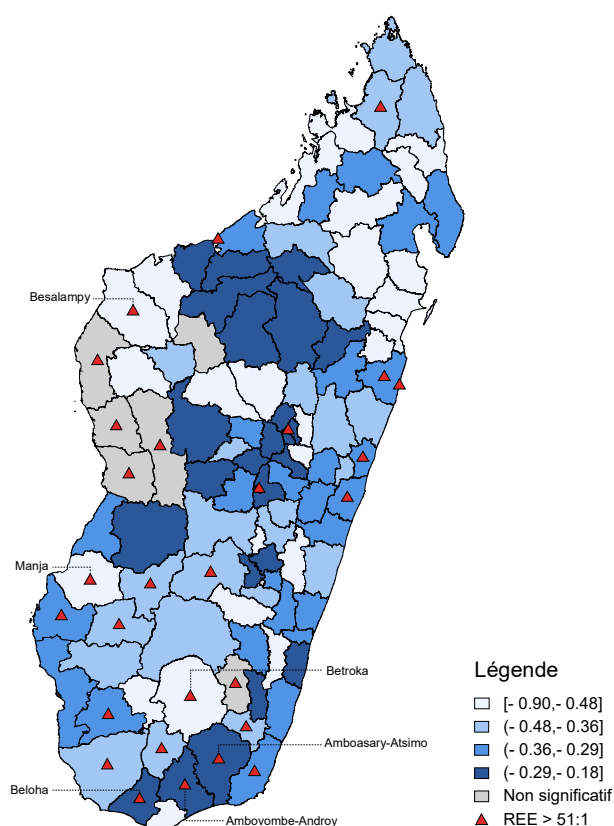 Besalampy
Manja
Betroka
Amboasary-Atsimo
Beloha
Ambovombe-Androy
Légende
[- 0.90,- 0.48]
(- 0.48,- 0.36]
(- 0.36,- 0.29]
(- 0.29,- 0.18]
Non significatif
REE > 51:1